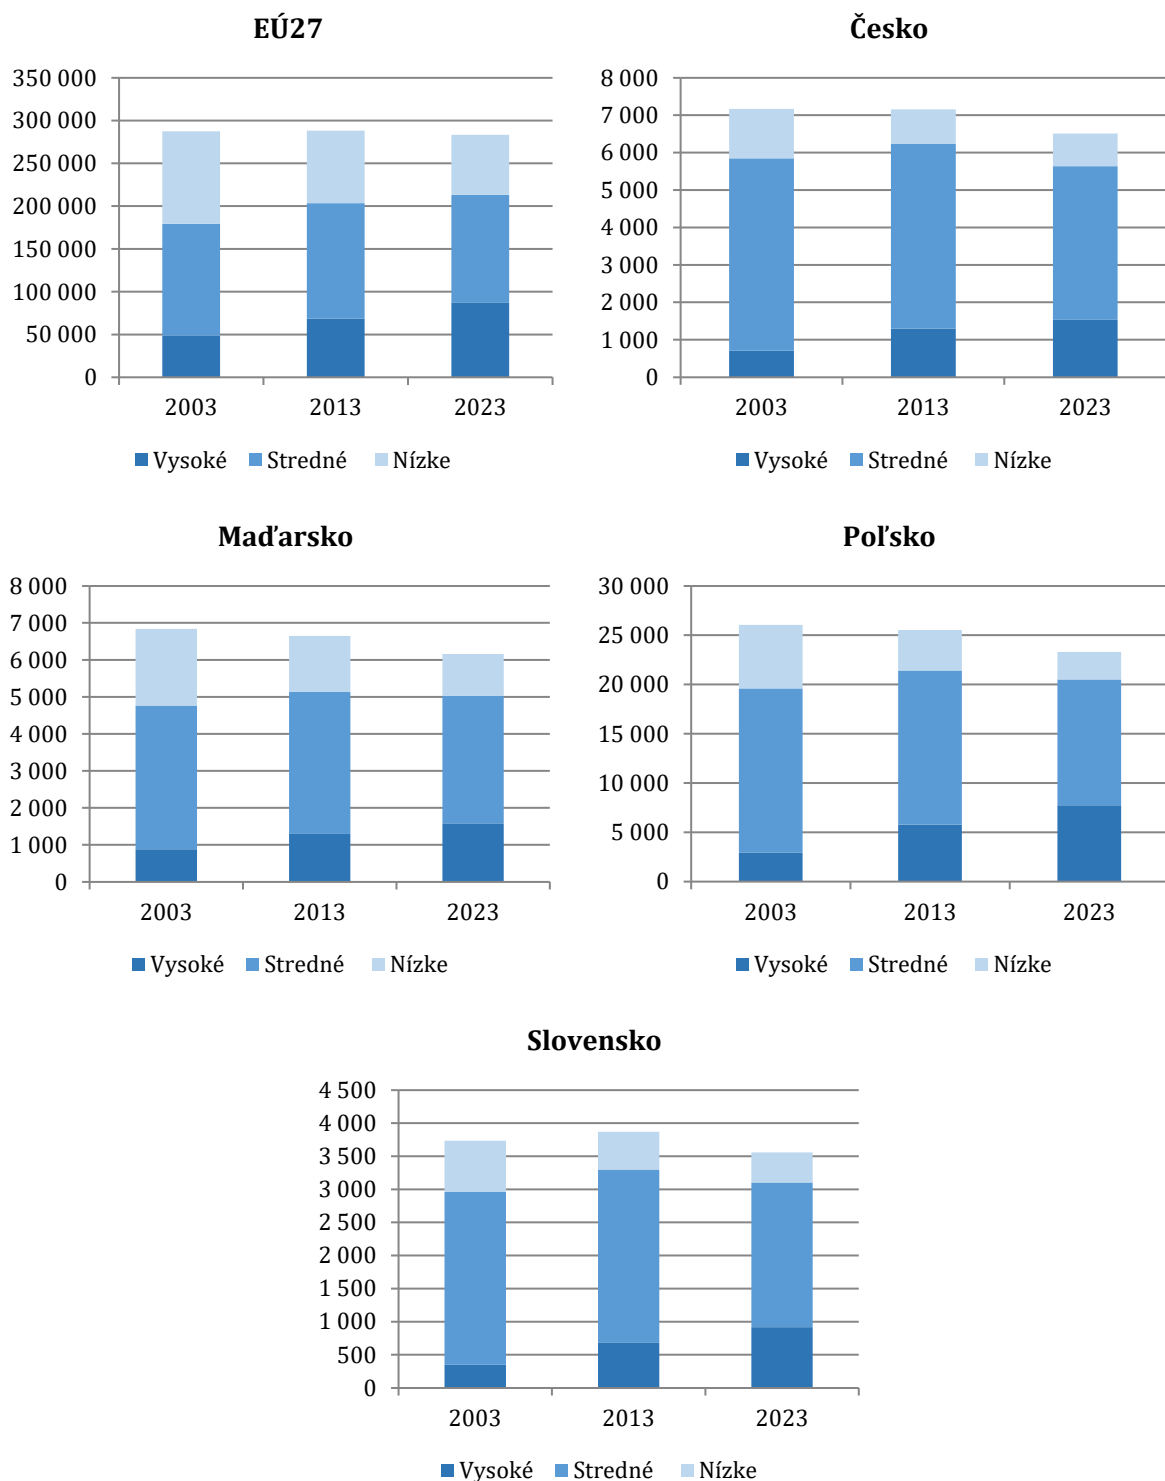 EÚ27
350 000
300 000
250 000
200 000
150 000
100 000
50 000
0
2003 2013 2023
Vysoké Stredné Nízke
Česko
8 000
7 000
6 000
5 000
4 000
3 000
2 000
1 000
0
2003 2013 2023
Vysoké Stredné Nízke
Maďarsko
8 000
7 000
6 000
5 000
4 000
3 000
2 000
1 000
0
2003 2013 2023
Vysoké Stredné Nízke
Poľsko
30 000
25 000
20 000
15 000
10 000
5 000
0
2003 2013 2023
Vysoké Stredné Nízke
Slovensko
4 500
4 000
3 500
3 000
2 500
2 000
1 500
1 000
500
0
2003 2013 2023
Vysoké Stredné Nízke